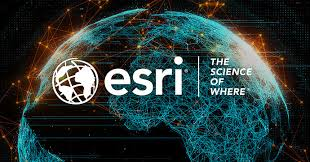 esri®
THE
SCIENCE
OF
WHERE®